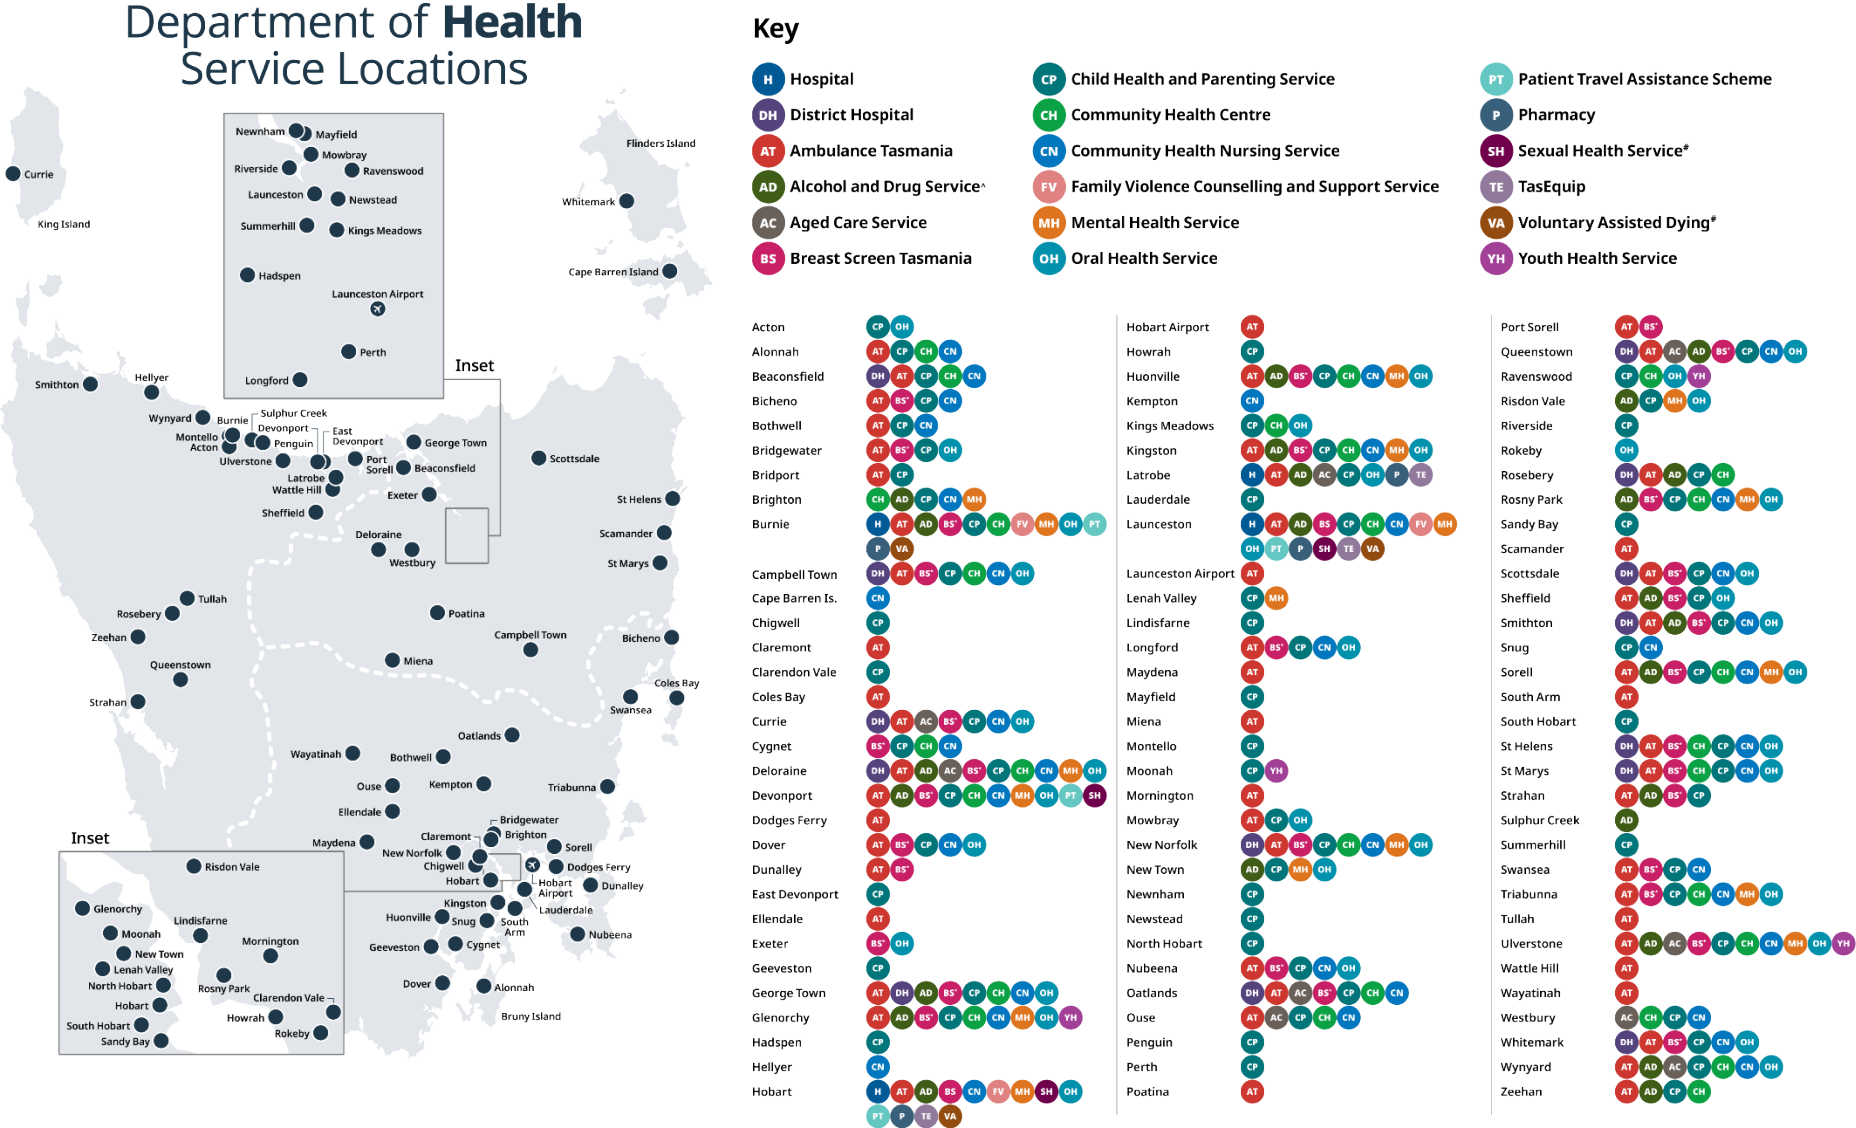 Department of Health
Service Locations
Newnham
Mayfield
Mowbray
Riverside
Ravenswood
Launceston
Newstead
Summerhill
Kings Meadows
Hadspen
Launceston Airport
Perth
Longford
Inset
Currie
King Island
Flinders Island
Whitemark
Cape Barren Island
Smithton
Hellyer
Wynyard
Burnie
Sulphur Creek
Devonport
East
Devonport
Montello
Acton
Penguin
Ulverstone
Port
Sorell
George Town
Beaconsfield
Latrobe
Wattle Hill
Exeter
Sheffield
Scottsdale
St Helens
Scamander
St Marys
Deloraine
Westbury
Tullah
Rosebery
Zeehan
Poatina
Campbell Town
Bicheno
Miena
Queenstown
Strahan
Coles Bay
Swansea
Oatlands
Wayatinah
Bothwell
Ouse
Kempton
Triabunna
Ellendale
Bridgewater
Brighton
Claremont
Maydena
New Norfolk
Sorell
Chigwell
Dodges Ferry
Hobart
Hobart
Airport
Dunalley
Kingston
Lauderdale
Huonville
Snug
South
Arm
Nubeena
Geeveston
Cygnet
Dover
Alonnah
Bruny Island
Inset
Risdon Vale
Glenorchy
Lindisfarne
Moonah
Mornington
New Town
Lenah Valley
North Hobart
Rosny Park
Clarendon Vale
Hobart
Howrah
South Hobart
Rokeby
Sandy Bay
Key
H Hospital
DH District Hospital
AT Ambulance Tasmania
AD Alcohol and Drug Service^
AC Aged Care Service
BS Breast Screen Tasmania
CP Child Health and Parenting Service
CH Community Health Centre
CN Community Health Nursing Service
FV Family Violence Counselling and Support Service
MH Mental Health Service
OH Oral Health Service
PT Patient Travel Assistance Scheme
P Pharmacy
SH Sexual Health Service#
TE TasEquip
VA Voluntary Assisted Dying#
YH Youth Health Service
Acton CP OH
Alonnah AT CP CH CN
Beaconsfield DH AT CP CH CN
Bicheno AT BS* CP CN
Bothwell AT CP CN
Bridgewater AT BS* CP OH
Bridport AT CP
Brighton CH AD CP CN MH
Burnie H AT AD BS* CP CH FV MH OH PT
P VA
Campbell Town DH AT BS* CP CH CN OH
Cape Barren Is. CN
Chigwell CP
Claremont AT
Clarendon Vale CP
Coles Bay AT
Currie DH AT AC BS* CP CN OH
Cygnet BS* CP CH CN
Deloraine DH AT AD AC BS* CP CH CN MH OH
Devonport AT AD BS* CP CH CN MH OH PT SH
Dodges Ferry AT
Dover AT BS* CP CN OH
Dunalley AT BS*
East Devonport CP
Ellendale AT
Exeter BS* OH
Geeveston CP
George Town AT DH AD BS* CP CH CN OH
Glenorchy AT AD BS* CP CH CN MH OH YH
Hadspen CP
Hellyer CN
Hobart H AT AD BS CN FV MH SH OH
PT P TE VA
Hobart Airport AT
Howrah CP
Huonville AT AD BS* CP CH CN MH OH
Kempton CN
Kings Meadows CP CH OH
Kingston AT AD BS* CP CH CN MH OH
Latrobe H AT AD AC CP OH P TE
Lauderdale CP
Launceston H AT AD BS CP CH CN FV MH
OH PT P SH TE VA
Launceston Airport AT
Lenah Valley CP MH
Lindisfarne CP
Longford AT BS* CP CN OH
Maydena AT
Mayfield CP
Miena AT
Montello CP
Moonah CP YH
Mornington AT
Mowbray AT CP OH
New Norfolk DH AT BS* CP CH CN MH OH
New Town AD CP MH OH
Newnham CP
Newstead CP
North Hobart CP
Nubeena AT BS* CP CN OH
Oatlands DH AT AC BS* CP CH CN
Ouse AT AC CP CH CN
Penguin CP
Perth CP
Poatina AT
Port Sorell AT BS*
Queenstown DH AT AC AD BS* CP CN OH
Ravenswood CP CH OH YH
Risdon Vale AD CP MH OH
Riverside CP
Rokeby OH
Rosebery DH AT AD CP CH
Rosny Park AD BS* CP CH CN MH OH
Sandy Bay CP
Scamander AT
Scottsdale DH AT BS* CP CN OH
Sheffield AT AD BS* CP OH
Smithton DH AT AD BS* CP CN OH
Snug CP CN
Sorell AT AD BS* CP CH CN MH OH
South Arm AT
South Hobart CP
St Helens DH AT BS* CH CP CN OH
St Marys DH AT BS* CH CP CN OH
Strahan AT AD BS* CP
Sulphur Creek AD
Summerhill CP
Swansea AT BS* CP CN
Triabunna AT BS* CP CH CN MH OH
Tullah AT
Ulverstone AT AD AC BS* CP CH CN MH OH YH
Wattle Hill AT
Wayatinah AT
Westbury AC CH CP CN
Whitemark DH AT BS* CP CN OH
Wynyard AT AD AC CP CH CN OH
Zeehan AT AD CP CH